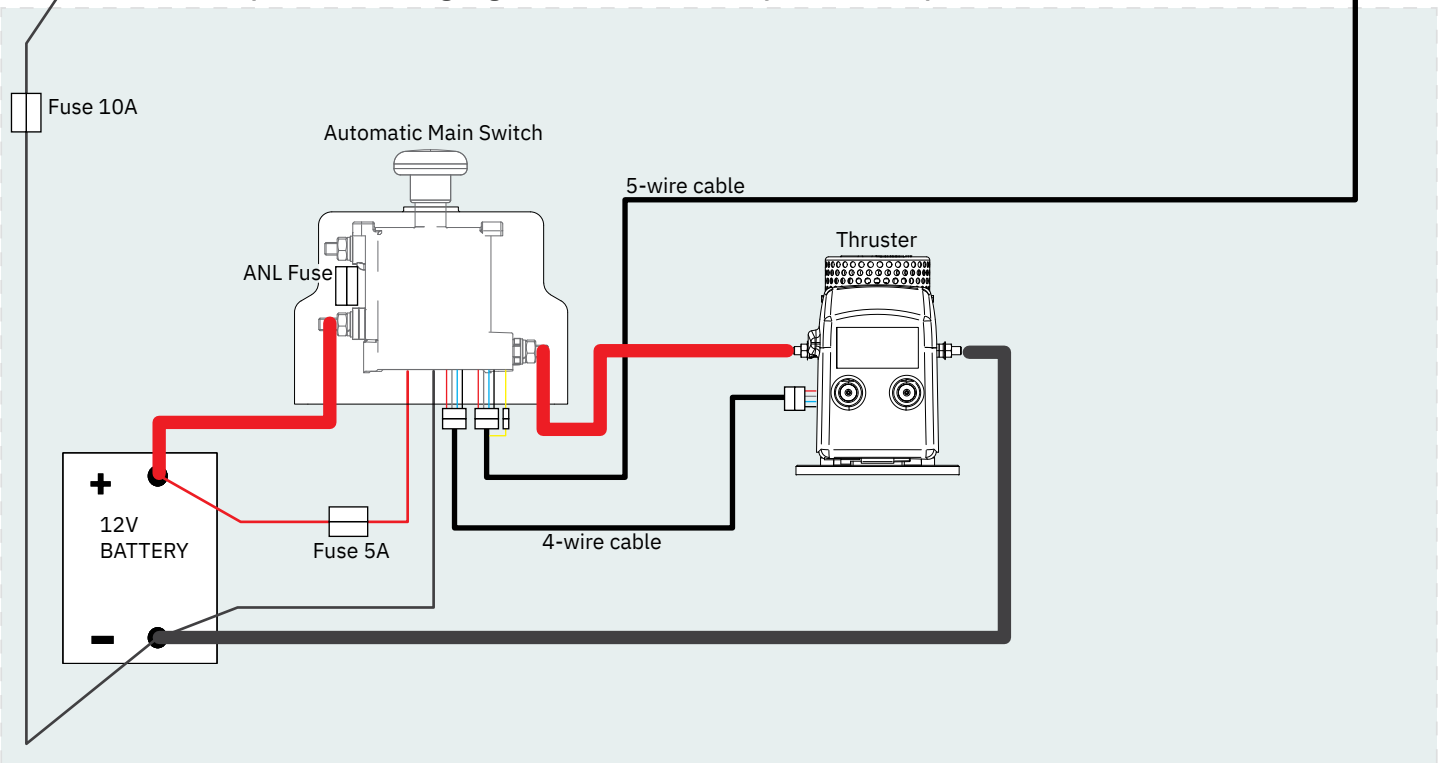 Fuse 10A
Automatic Main Switch
5-wire cable
Thruster
ANL Fuse
+
12V
BATTERY
Fuse 5A
4-wire cable
-